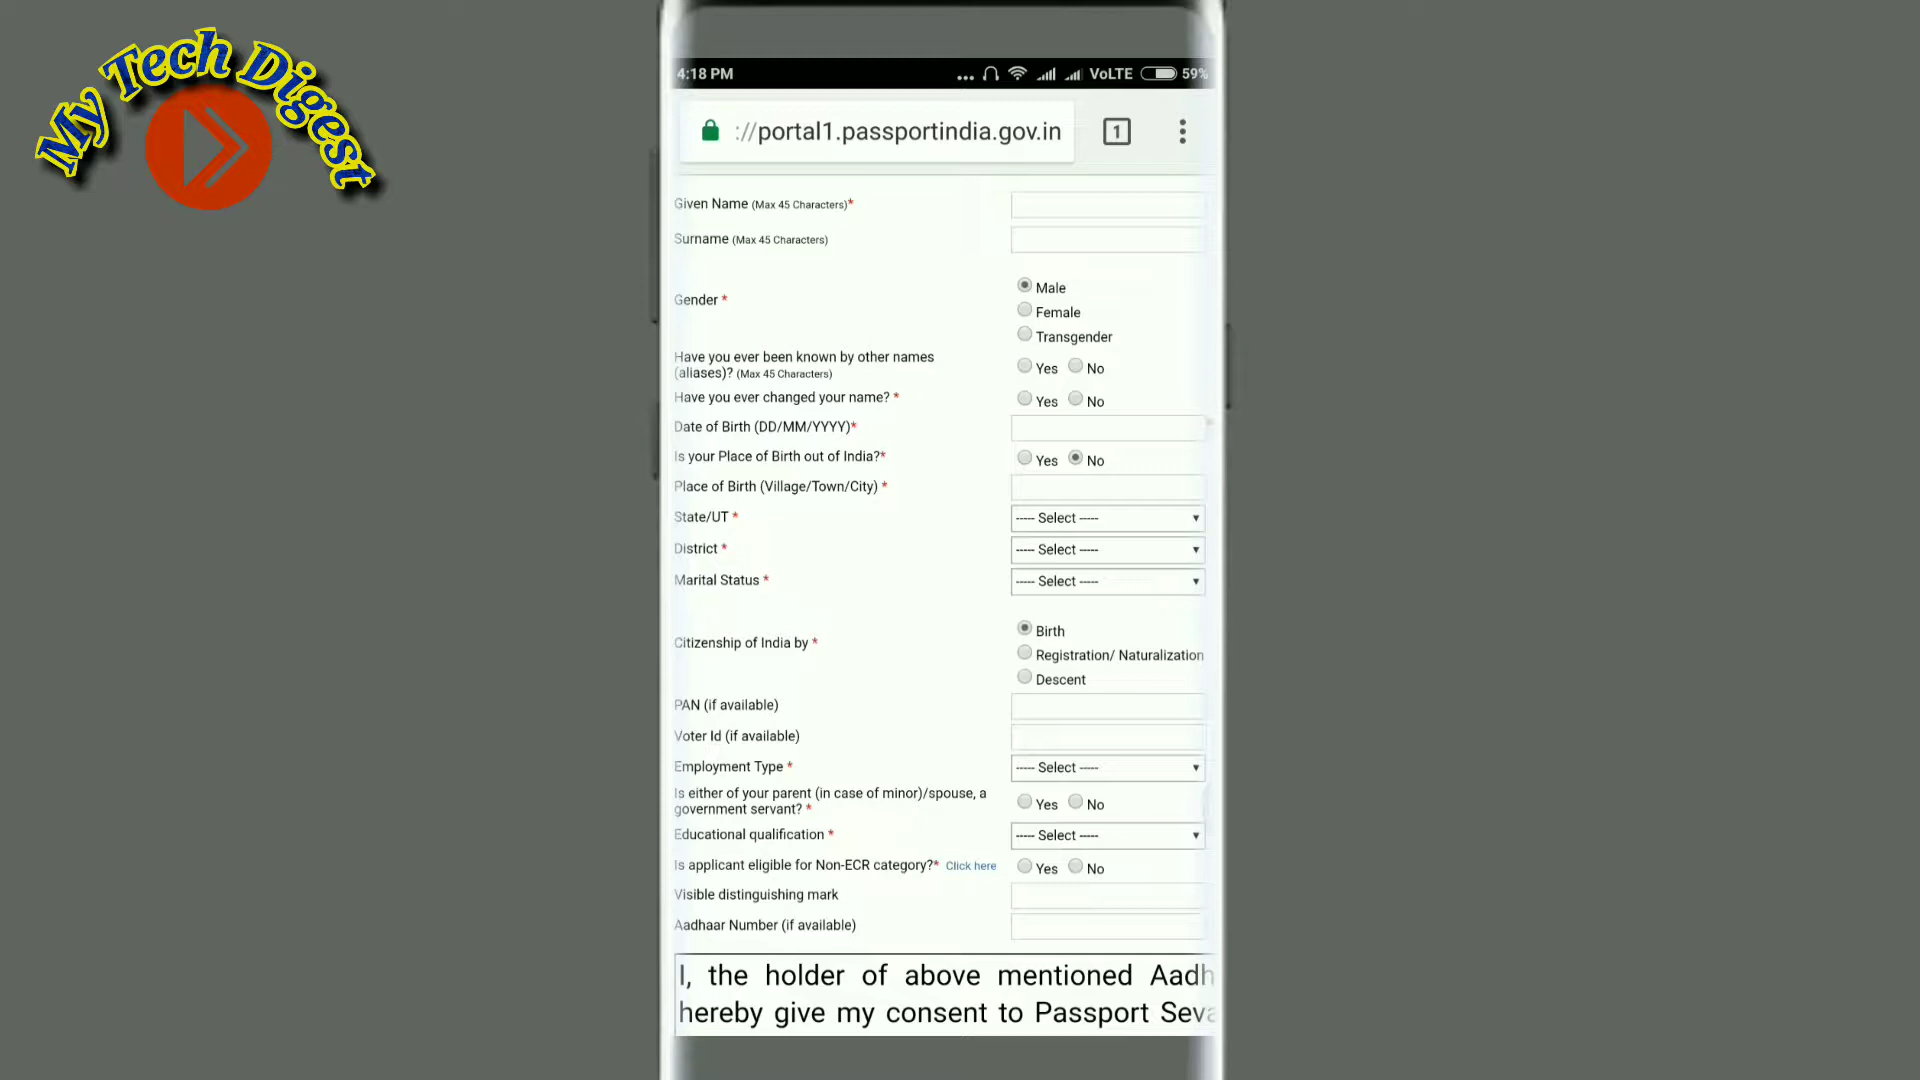 My Tech Digest
4:18 PM
VoLTE 59%
://portal1.passportindia.gov.in
1
Given Name (Max 45 Characters)*
Surname (Max 45 Characters)
Gender *
Male
Female
Transgender
Have you ever been known by other names
(aliases)? (Max 45 Characters)
Yes No
Have you ever changed your name? *
Yes No
Date of Birth (DD/MM/YYYY)*
Is your Place of Birth out of India?*
Yes No
Place of Birth (Village/Town/City) *
State/UT *
----- Select -----
District *
----- Select -----
Marital Status *
----- Select -----
Citizenship of India by *
Birth
Registration/ Naturalization
Descent
PAN (if available)
Voter Id (if available)
Employment Type *
----- Select -----
Is either of your parent (in case of minor)/spouse, a
government servant? *
Yes No
Educational qualification *
----- Select -----
Is applicant eligible for Non-ECR category?* Click here
Yes No
Visible distinguishing mark
Aadhaar Number (if available)
I, the holder of above mentioned Aadh
hereby give my consent to Passport Seva